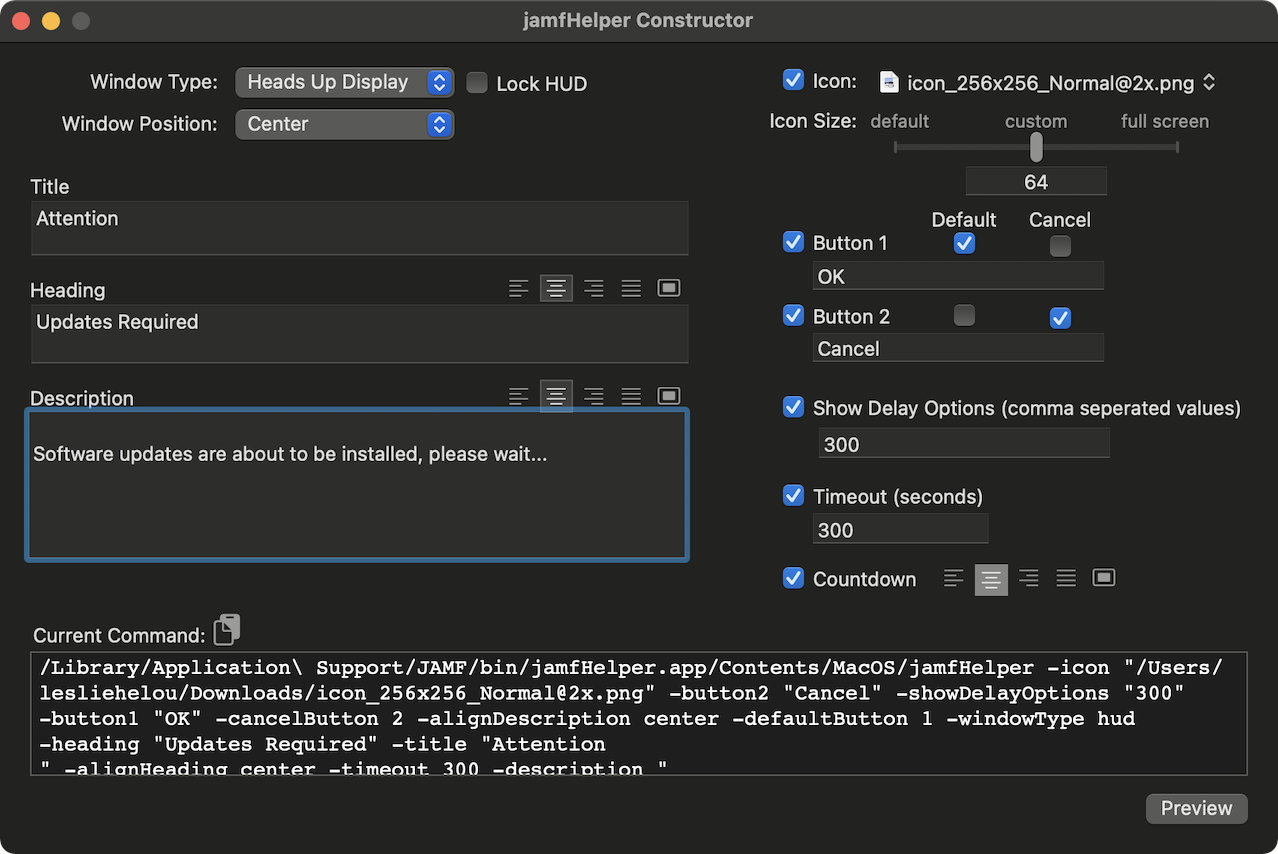 jamfHelper Constructor
Window Type: Heads Up Display Lock HUD
Window Position: Center
Title
Attention
Heading
Updates Required
Description
Software updates are about to be installed, please wait...
Icon: icon_256x256_Normal@2x.png
Icon Size: default custom full screen
64
Default Cancel
Button 1
OK
Button 2
Cancel
Show Delay Options (comma seperated values)
300
Timeout (seconds)
300
Countdown
Current Command:
/Library/Application\ Support/JAMF/bin/jamfHelper.app/Contents/MacOS/jamfHelper -icon "/Users/
lesliehelou/Downloads/icon_256x256_Normal@2x.png" -button2 "Cancel" -showDelayOptions "300"
-button1 "OK" -cancelButton 2 -alignDescription center -defaultButton 1 -windowType hud
-heading "Updates Required" -title "Attention
" -alignHeading center -timeout 300 -description "
Preview